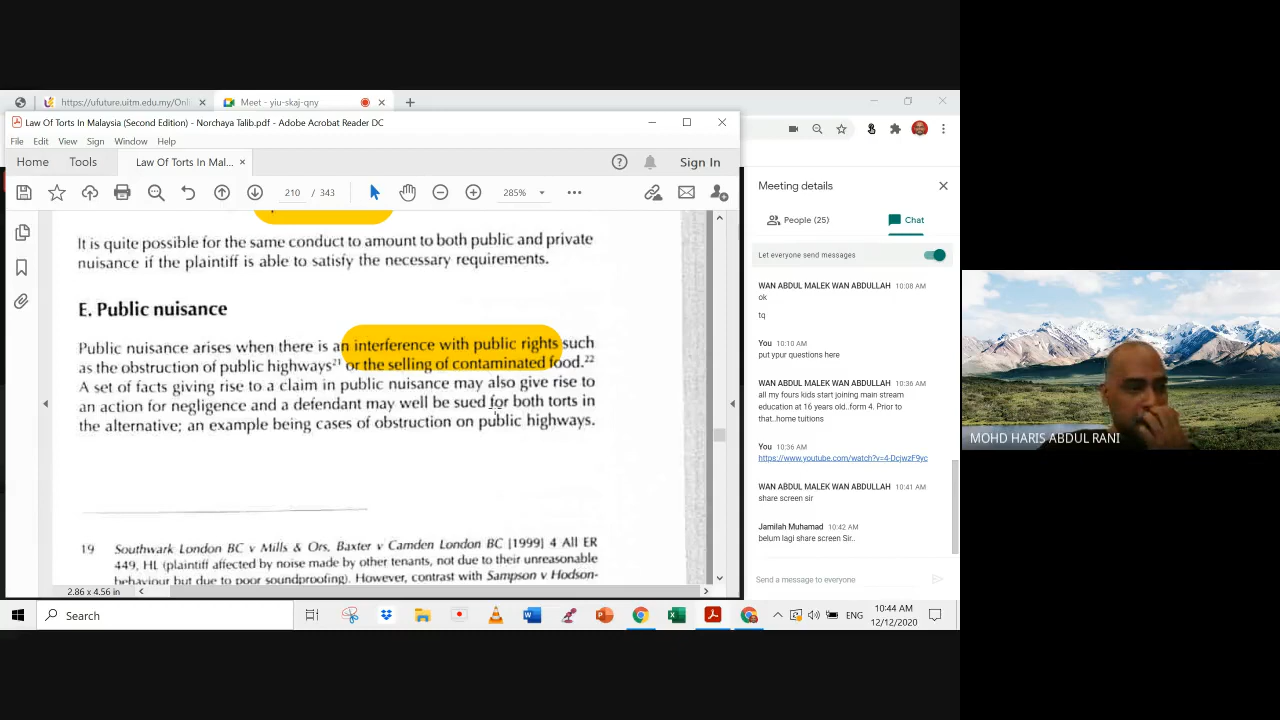 https://ufuture.uitm.edu.my/Onl
Meet - yiu-skaj-qny
Law Of Torts In Malaysia (Second Edition) - Norchaya Talib.pdf - Adobe Acrobat Reader DC
File Edit View Sign Window Help
Home Tools Law Of Torts In Mal... Sign In
210 / 343 285%
It is quite possible for the same conduct to amount to both public and private
nuisance if the plaintiff is able to satisfy the necessary requirements.
E. Public nuisance
Public nuisance arises when there is an interference with public rights such
as the obstruction of public highways²¹ or the selling of contaminated food.²²
A set of facts giving rise to a claim in public nuisance may also give rise to
an action for negligence and a defendant may well be sued for both torts in
the alternative; an example being cases of obstruction on public highways.
19 Southwark London BC v Mills & Ors, Baxter v Camden London BC [1999] 4 All ER
449, HL (plaintiff affected by noise made by other tenants, not due to their unreasonable
behaviour but due to poor soundproofing). However, contrast with Sampson v Hodson-
2.86 x 4.56 in
Meeting details
People (25) Chat
Let everyone send messages
WAN ABDUL MALEK WAN ABDULLAH 10:08 AM
ok
tq
You 10:10 AM
put ypur questions here
WAN ABDUL MALEK WAN ABDULLAH 10:36 AM
all my fours kids start joining main stream
education at 16 years old..form 4. Prior to
that..home tuitions
You 10:36 AM
https://www.youtube.com/watch?v=4-DcjwzF9yc
WAN ABDUL MALEK WAN ABDULLAH 10:41 AM
share screen sir
Jamilah Muhamad 10:42 AM
belum lagi share screen Sir..
Send a message to everyone
MOHD HARIS ABDUL RANI
Search
ENG
10:44 AM
12/12/2020